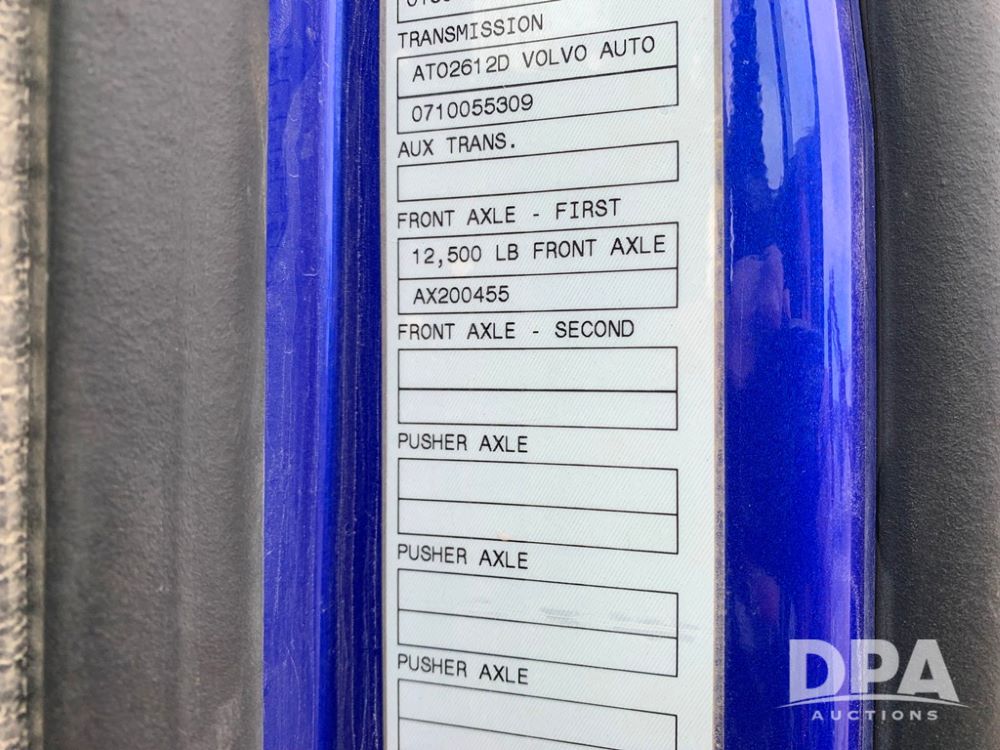 TRANSMISSION
ATO2612D VOLVO AUTO
0710055309
AUX TRANS.
FRONT AXLE - FIRST
12,500 LB FRONT AXLE
AX200455
FRONT AXLE - SECOND
PUSHER AXLE
PUSHER AXLE
PUSHER AXLE
DPA
AUCTIONS